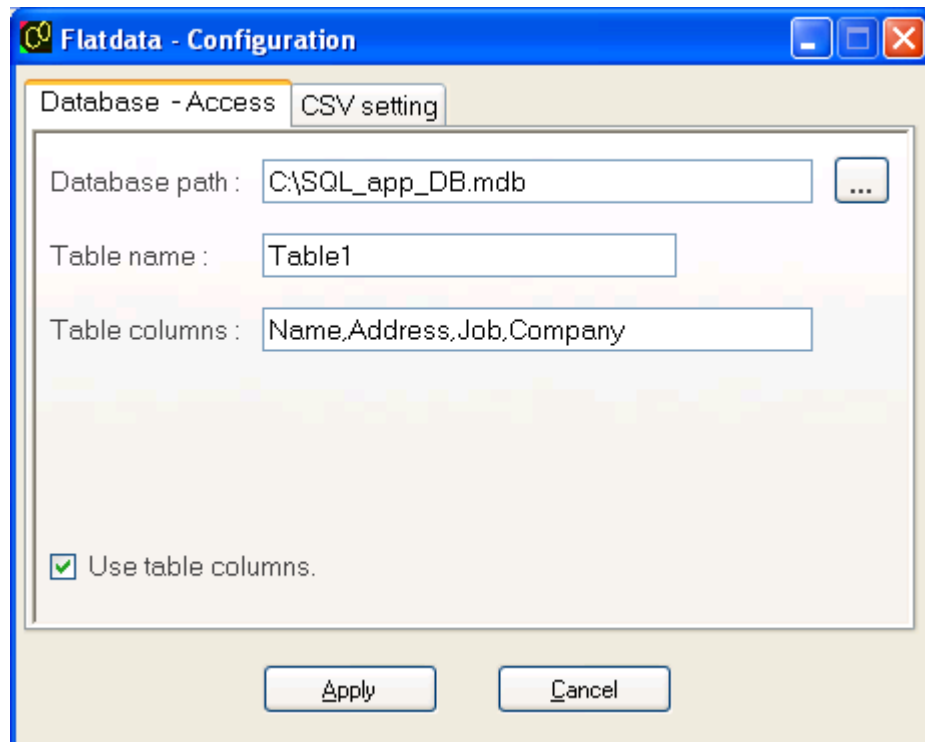 Flatdata - Configuration
Database - Access CSV setting
Database path : C:\SQL_app_DB.mdb ...
Table name : Table1
Table columns : Name,Address,Job,Company
Use table columns.
Apply Cancel